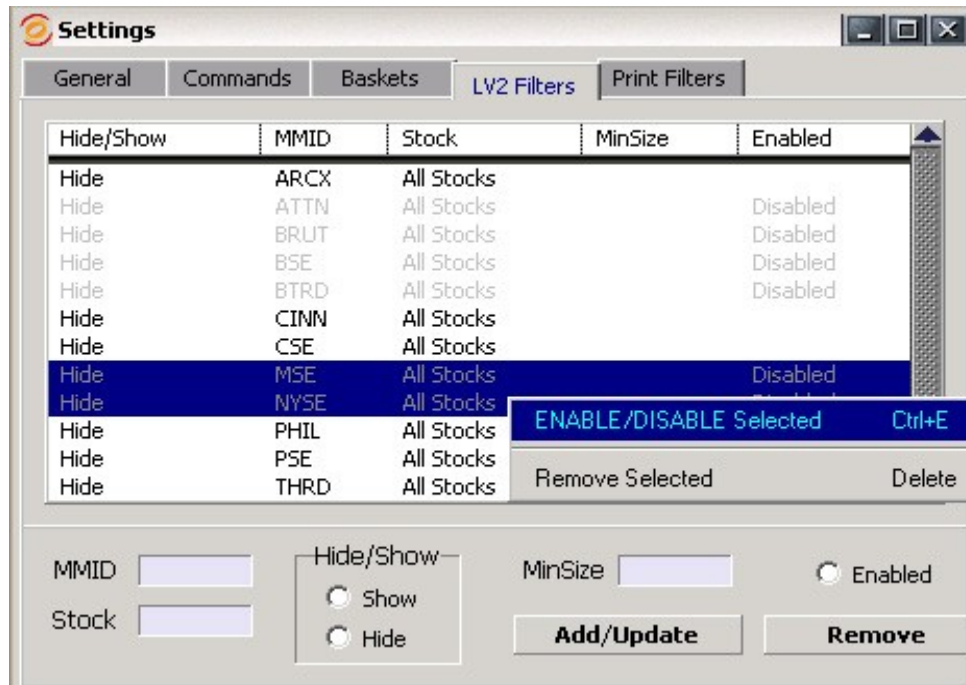 Settings
General Commands Baskets LV2 Filters Print Filters
Hide/Show MMID Stock MinSize Enabled
Hide ARCX All Stocks
Hide ATTN All Stocks Disabled
Hide BRUT All Stocks Disabled
Hide BSE All Stocks Disabled
Hide BTRD All Stocks Disabled
Hide CINN All Stocks
Hide CSE All Stocks
Hide MSE All Stocks Disabled
Hide NYSE All Stocks
ENABLE/DISABLE Selected Ctrl+E
Hide PHIL All Stocks
Hide PSE All Stocks
Remove Selected Delete
Hide THRD All Stocks
MMID
Stock
Hide/Show
Show
Hide
MinSize
Enabled
Add/Update Remove